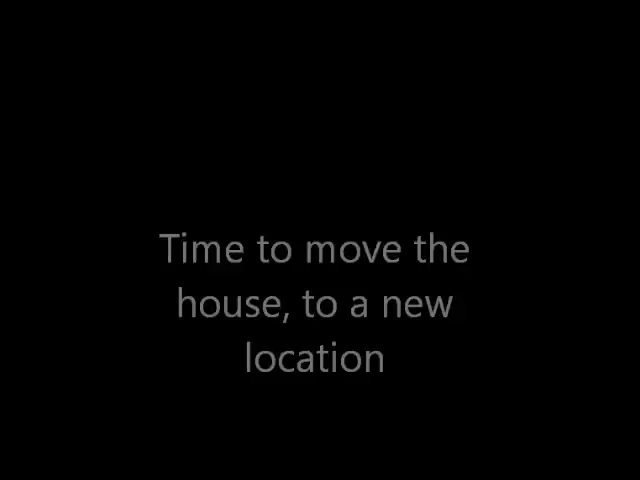 Time to move the
house, to a new
location